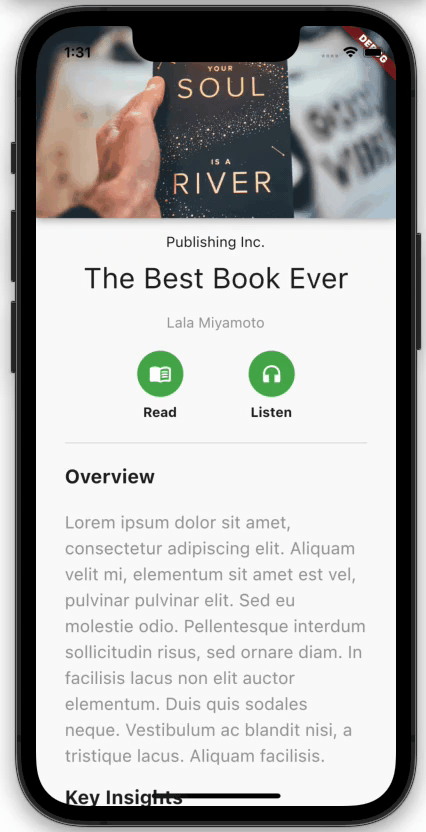 1:31
DEBUG
YOUR
SOUL
IS A
RIVER
GOOD
VIBES
Publishing Inc.
The Best Book Ever
Lala Miyamoto
Read
Listen
Overview
Lorem ipsum dolor sit amet,
consectetur adipiscing elit. Aliquam
velit mi, elementum sit amet est vel,
pulvinar pulvinar elit. Sed eu
molestie odio. Pellentesque interdum
sollicitudin risus, sed ornare diam. In
facilisis lacus non elit auctor
elementum. Duis quis sodales
neque. Vestibulum ac blandit nisi, a
tristique lacus. Aliquam facilisis.
Key Insights